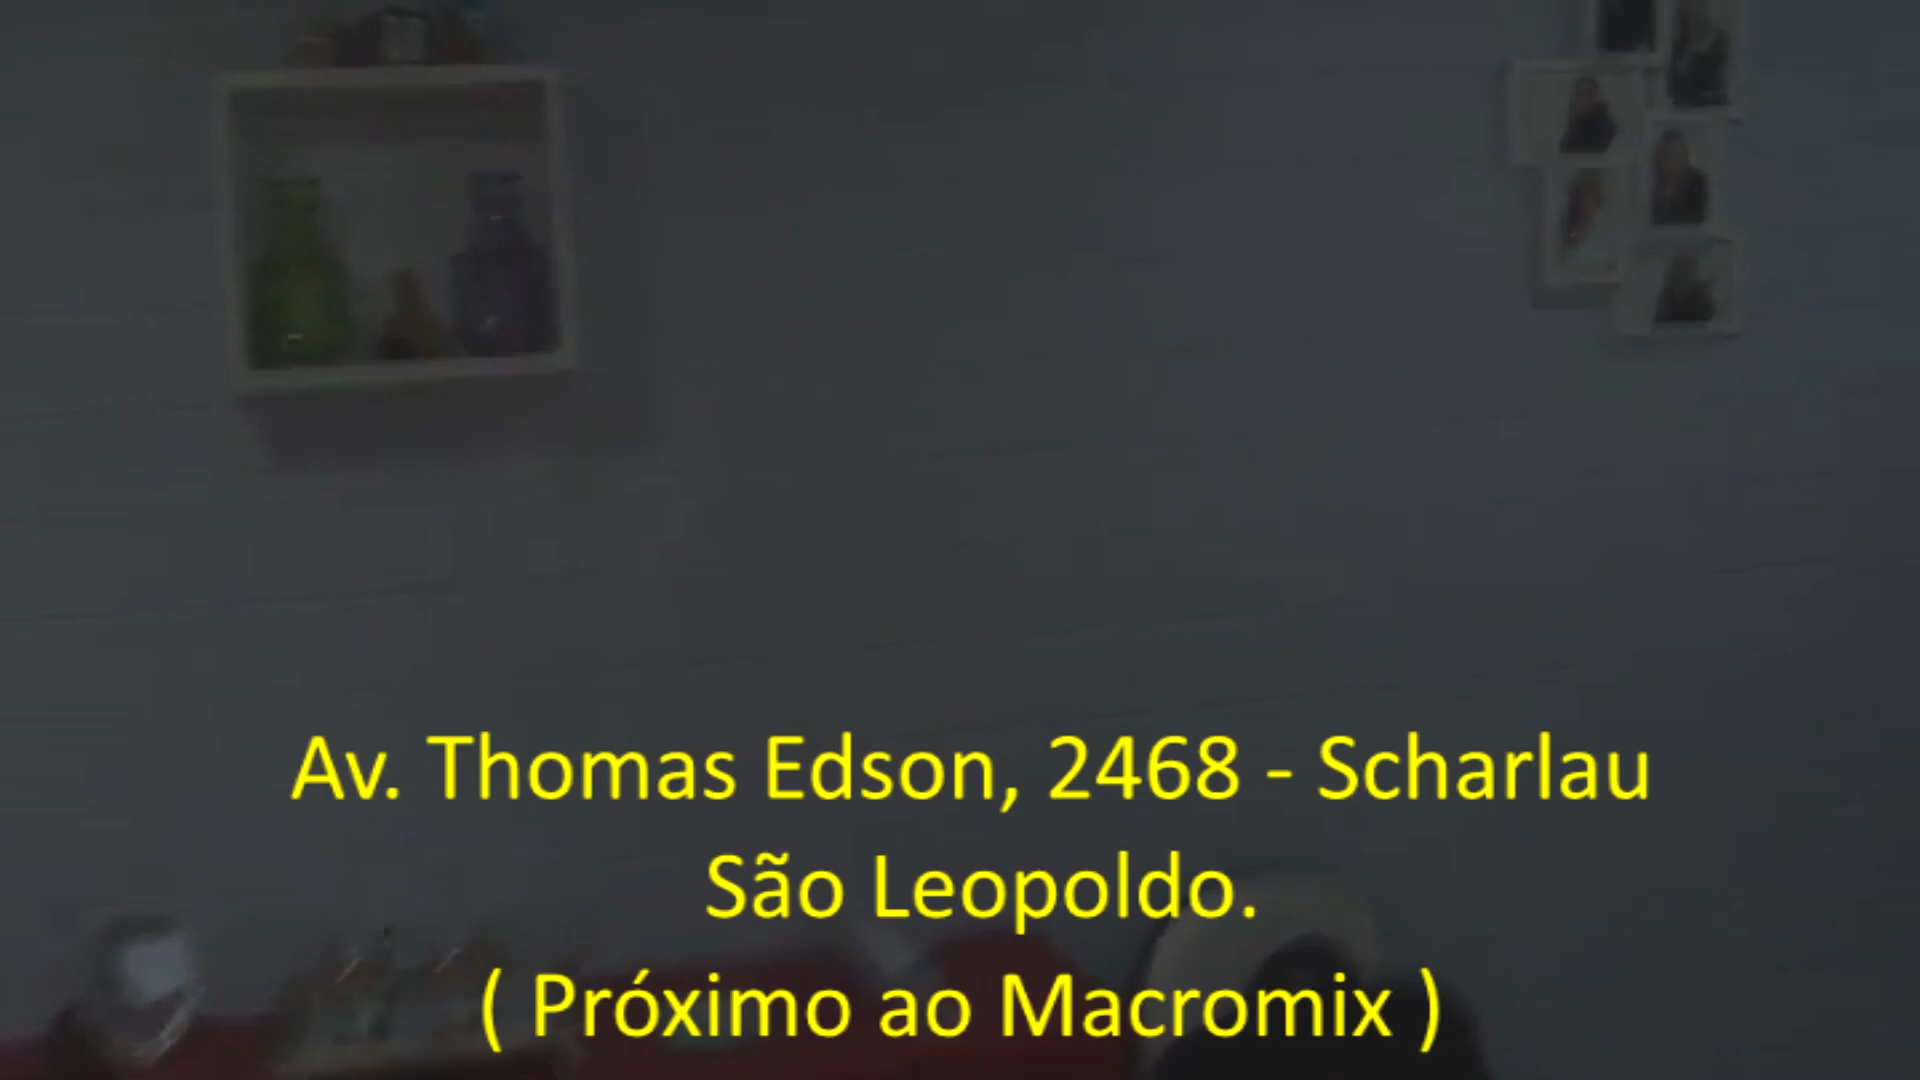 Av. Thomas Edson, 2468 - Scharlau
São Leopoldo.
( Próximo ao Macromix )